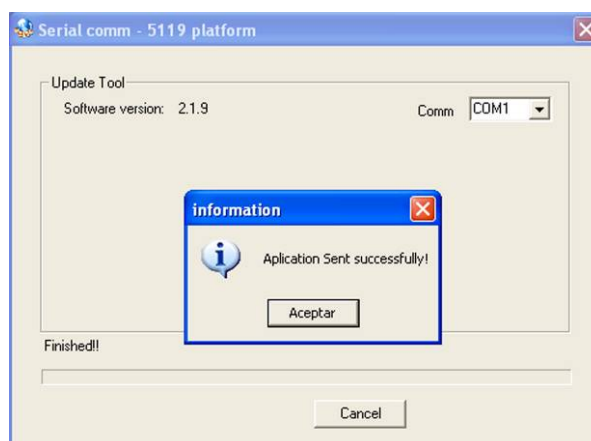 Serial comm - 5119 platform
Update Tool
Software version: 2.1.9
Comm COM1
information
Aplication Sent successfully!
Aceptar
Finished!!
Cancel